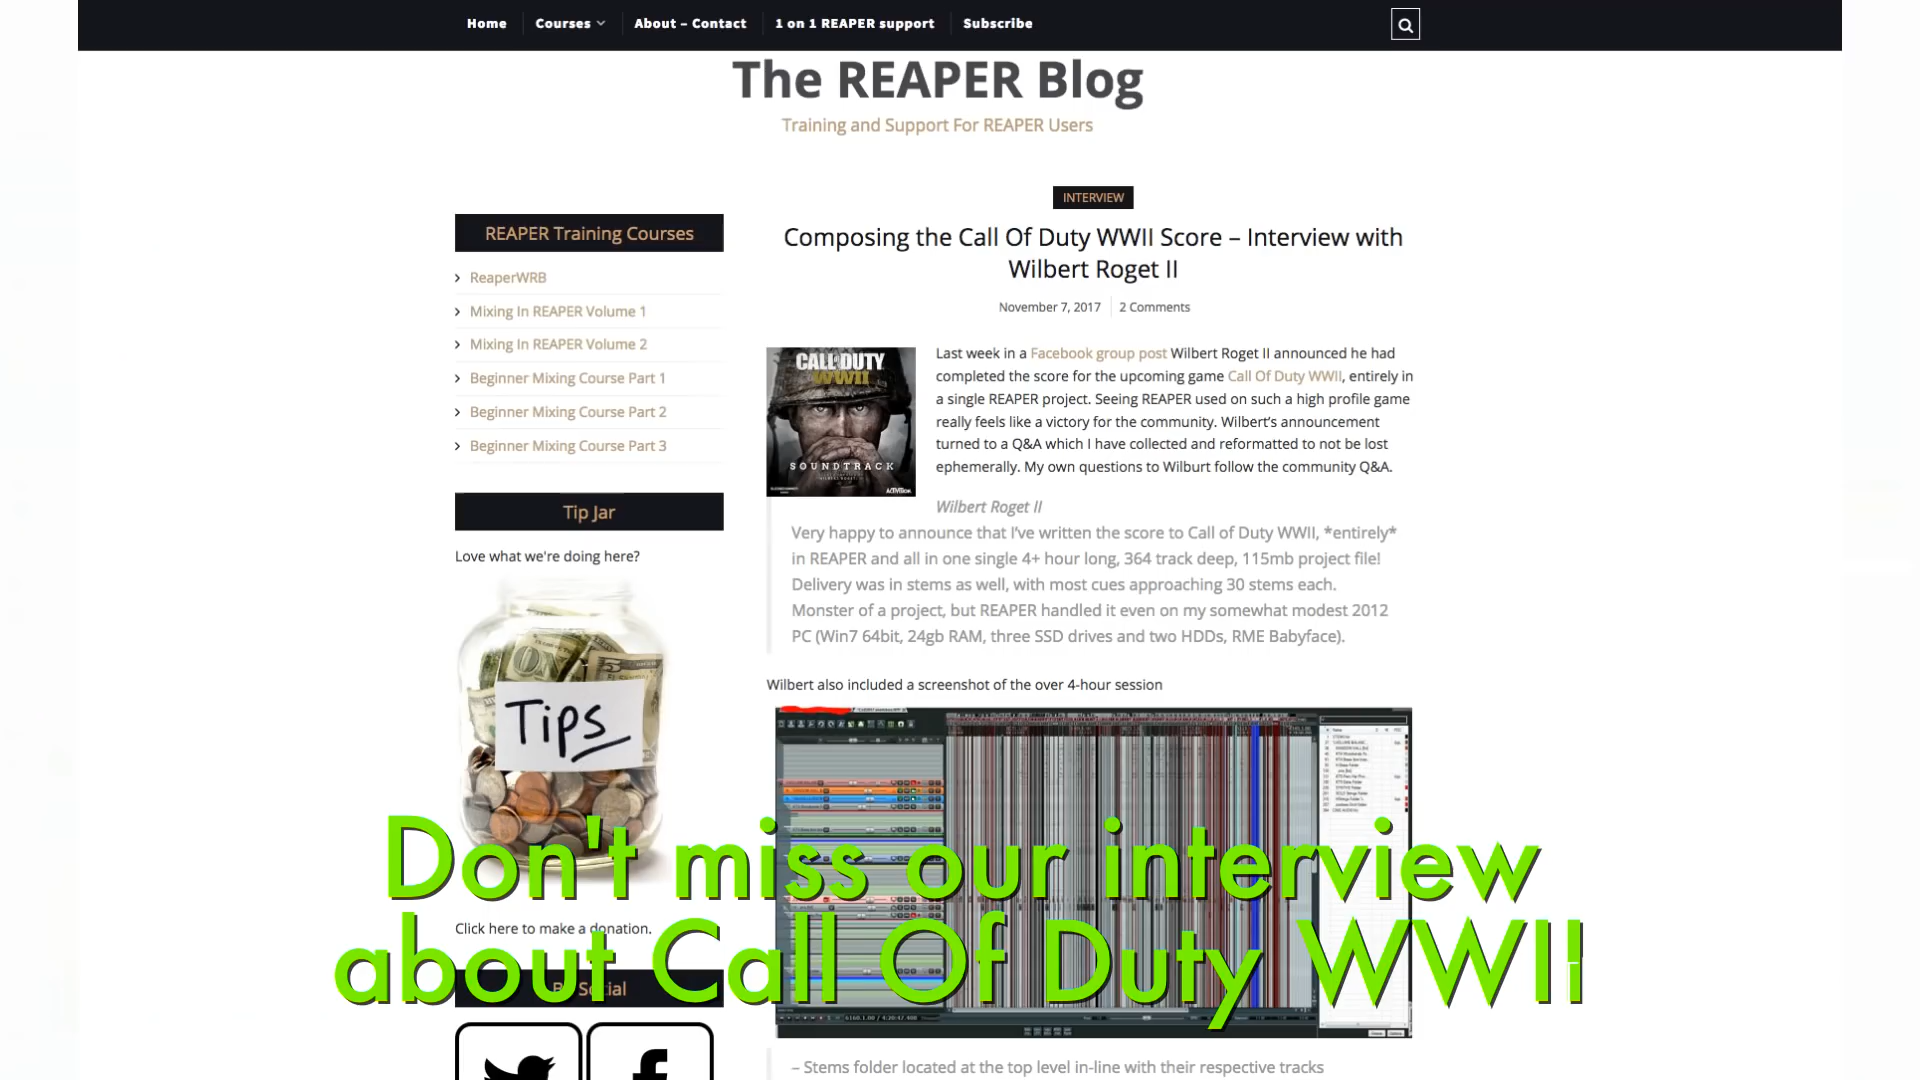 Home
Courses
About – Contact
1 on 1 REAPER support
Subscribe
The REAPER Blog
Training and Support For REAPER Users
REAPER Training Courses
ReaperWRB
Mixing In REAPER Volume 1
Mixing In REAPER Volume 2
Beginner Mixing Course Part 1
Beginner Mixing Course Part 2
Beginner Mixing Course Part 3
Tip Jar
Love what we're doing here?
Tips
Click here to make a donation.
INTERVIEW
Composing the Call Of Duty WWII Score – Interview with
Wilbert Roget II
November 7, 2017
2 Comments
CALL OF DUTY
WWII
SOUNDTRACK
ACTIVISION
Last week in a Facebook group post Wilbert Roget II announced he had
completed the score for the upcoming game Call Of Duty WWII, entirely in
a single REAPER project. Seeing REAPER used on such a high profile game
really feels like a victory for the community. Wilbert’s announcement
turned to a Q&A which I have collected and reformatted to not be lost
ephemerally. My own questions to Wilburt follow the community Q&A.
Wilbert Roget II
Very happy to announce that I’ve written the score to Call of Duty WWII, *entirely*
in REAPER and all in one single 4+ hour long, 364 track deep, 115mb project file!
Delivery was in stems as well, with most cues approaching 30 stems each.
Monster of a project, but REAPER handled it even on my somewhat modest 2012
PC (Win7 64bit, 24gb RAM, three SSD drives and two HDDs, RME Babyface).
Wilbert also included a screenshot of the over 4-hour session
– Stems folder located at the top level in-line with their respective tracks
Don't miss our interview
about Call Of Duty WWII